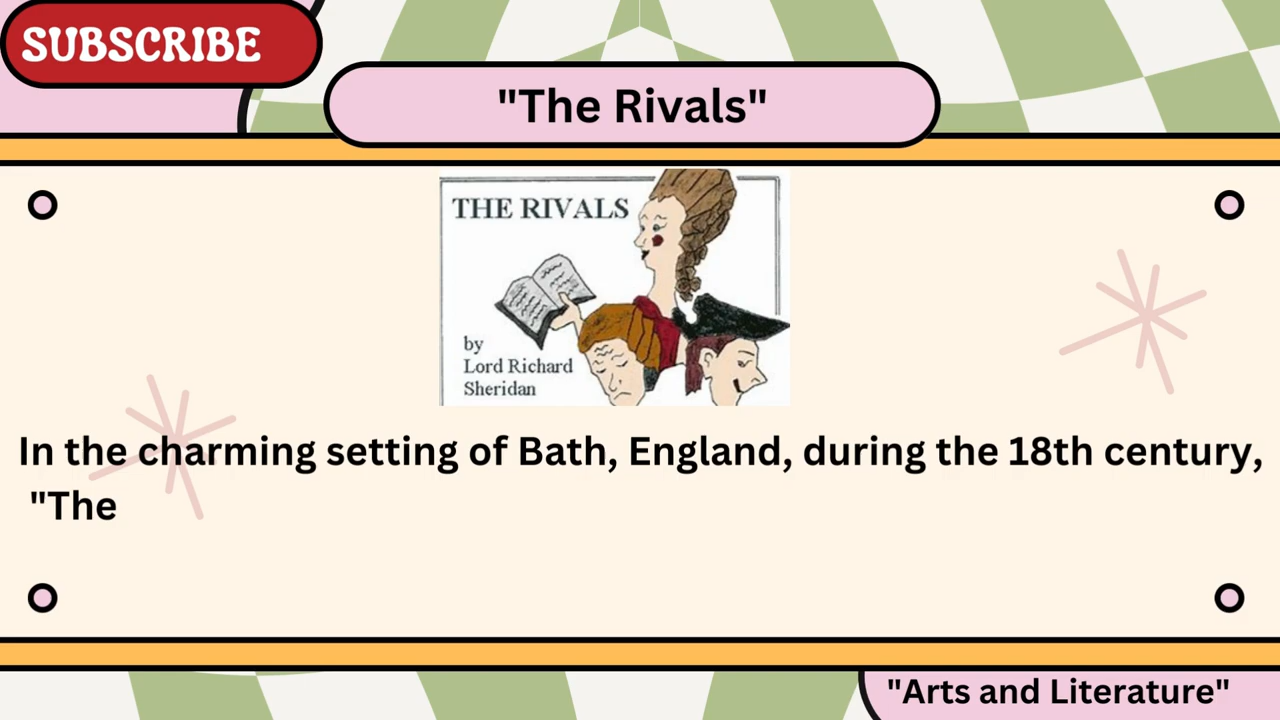 SUBSCRIBE
"The Rivals"
THE RIVALS
by
Lord Richard
Sheridan
In the charming setting of Bath, England, during the 18th century,
"The
"Arts and Literature"